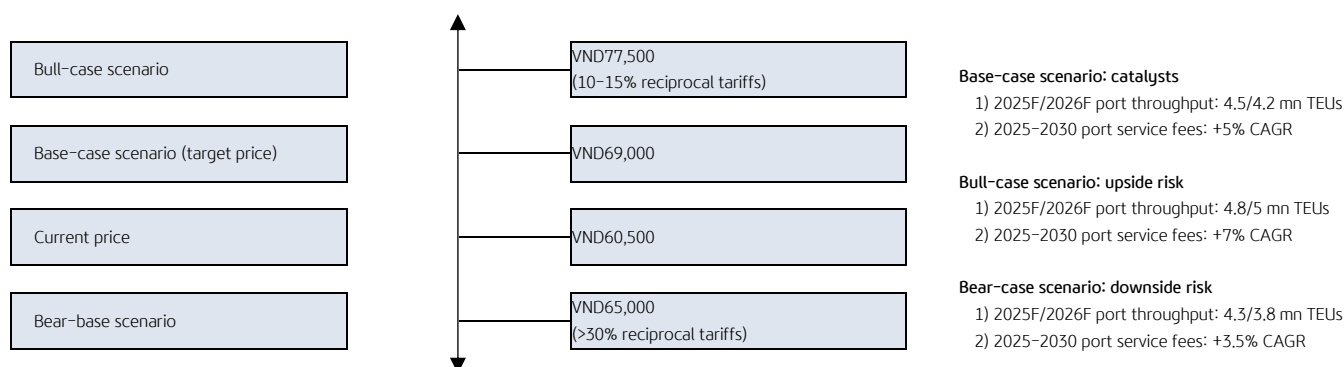 Bull-case scenario
VND77,500
(10-15% reciprocal tariffs)
Base-case scenario (target price)
VND69,000
Current price
VND60,500
Bear-base scenario
VND65,000
(>30% reciprocal tariffs)
Base-case scenario: catalysts
1) 2025F/2026F port throughput: 4.5/4.2 mn TEUs
2) 2025-2030 port service fees: +5% CAGR
Bull-case scenario: upside risk
1) 2025F/2026F port throughput: 4.8/5 mn TEUs
2) 2025-2030 port service fees: +7% CAGR
Bear-case scenario: downside risk
1) 2025F/2026F port throughput: 4.3/3.8 mn TEUs
2) 2025-2030 port service fees: +3.5% CAGR